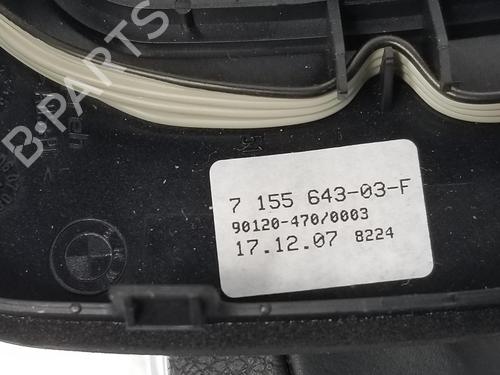 B-PARTS
7 155 643-03-F
90120-470/0003
17.12.07 8224